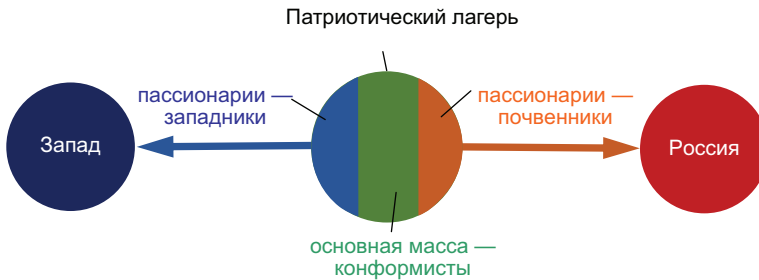 Патриотический лагерь
пассионарии —
западники
пассионарии —
почвенники
Запад
Россия
основная масса —
конформисты